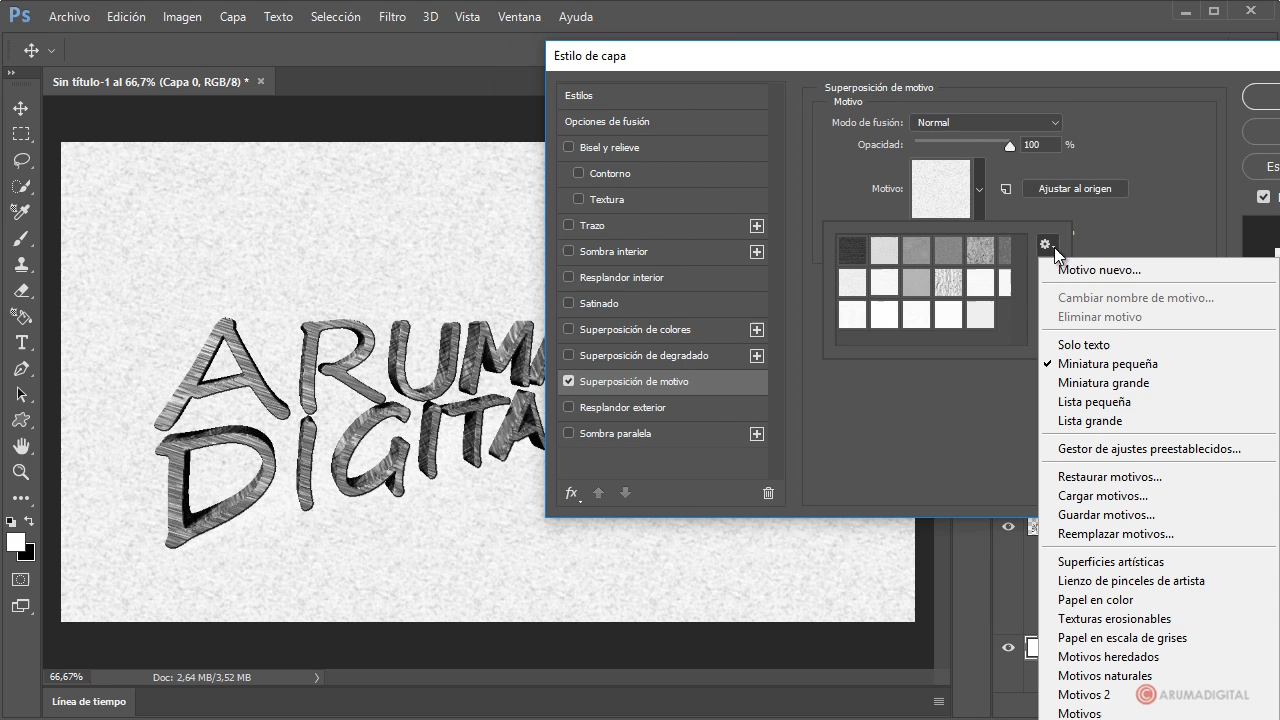 Ps Archivo Edición Imagen Capa Texto Selección Filtro 3D Vista Ventana Ayuda
Sin título-1 al 66,7% (Capa 0, RGB/8) *
ARUM
DIGITA
66,67% Doc: 2,64 MB/3,52 MB
Línea de tiempo
Estilo de capa
Estilos
Opciones de fusión
Bisel y relieve
Contorno
Textura
Trazo
Sombra interior
Resplandor interior
Satinado
Superposición de colores
Superposición de degradado
Superposición de motivo
Resplandor exterior
Sombra paralela
fx
Superposición de motivo
Motivo
Modo de fusión: Normal
Opacidad: 100 %
Motivo: Ajustar al origen
Es
Motivo nuevo...
Cambiar nombre de motivo...
Eliminar motivo
Solo texto
Miniatura pequeña
Miniatura grande
Lista pequeña
Lista grande
Gestor de ajustes preestablecidos...
Restaurar motivos...
Cargar motivos...
Guardar motivos...
Reemplazar motivos...
Superficies artísticas
Lienzo de pinceles de artista
Papel en color
Texturas erosionables
Papel en escala de grises
Motivos heredados
Motivos naturales
Motivos 2
Motivos
© ARUMADIGITAL